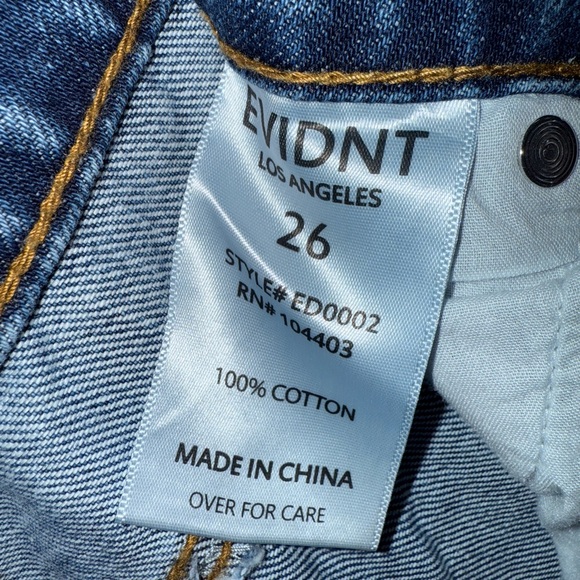 EVIDNT
LOS ANGELES
26
STYLE# ED0002
RN# 104403
100% COTTON
MADE IN CHINA
OVER FOR CARE